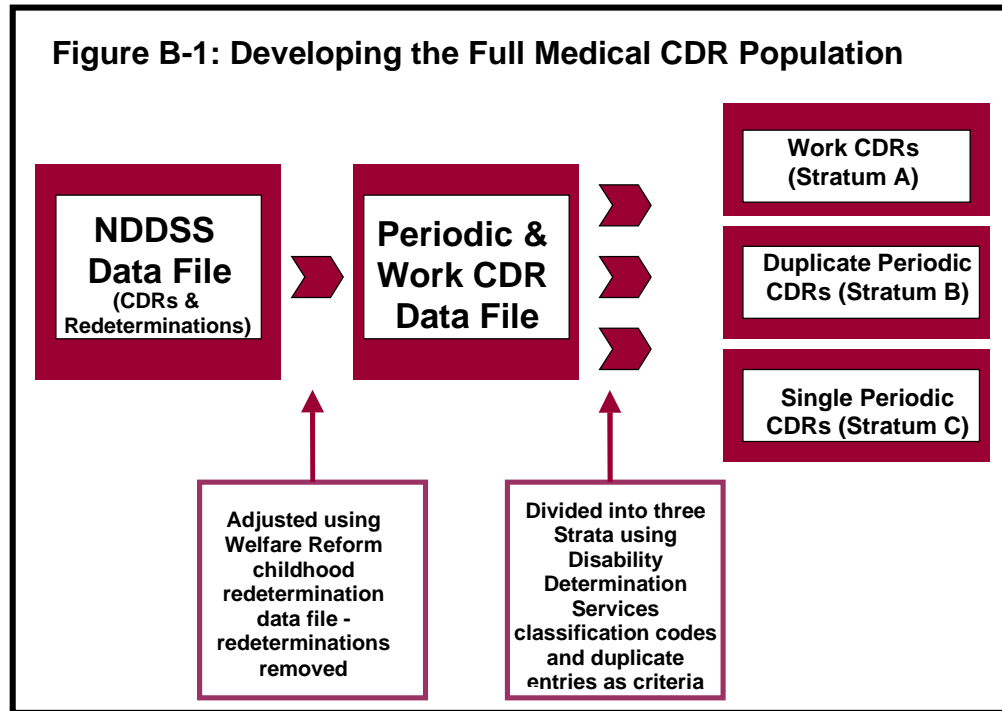 Figure B-1: Developing the Full Medical CDR Population
NDDSS
Data File
(CDRs &
Redeterminations)
Periodic &
Work CDR
Data File
Work CDRs
(Stratum A)
Duplicate Periodic
CDRs (Stratum B)
Single Periodic
CDRs (Stratum C)
Adjusted using
Welfare Reform
childhood
redetermination
data file -
redeterminations
removed
Divided into three
Strata using
Disability
Determination
Services
classification codes
and duplicate
entries as criteria